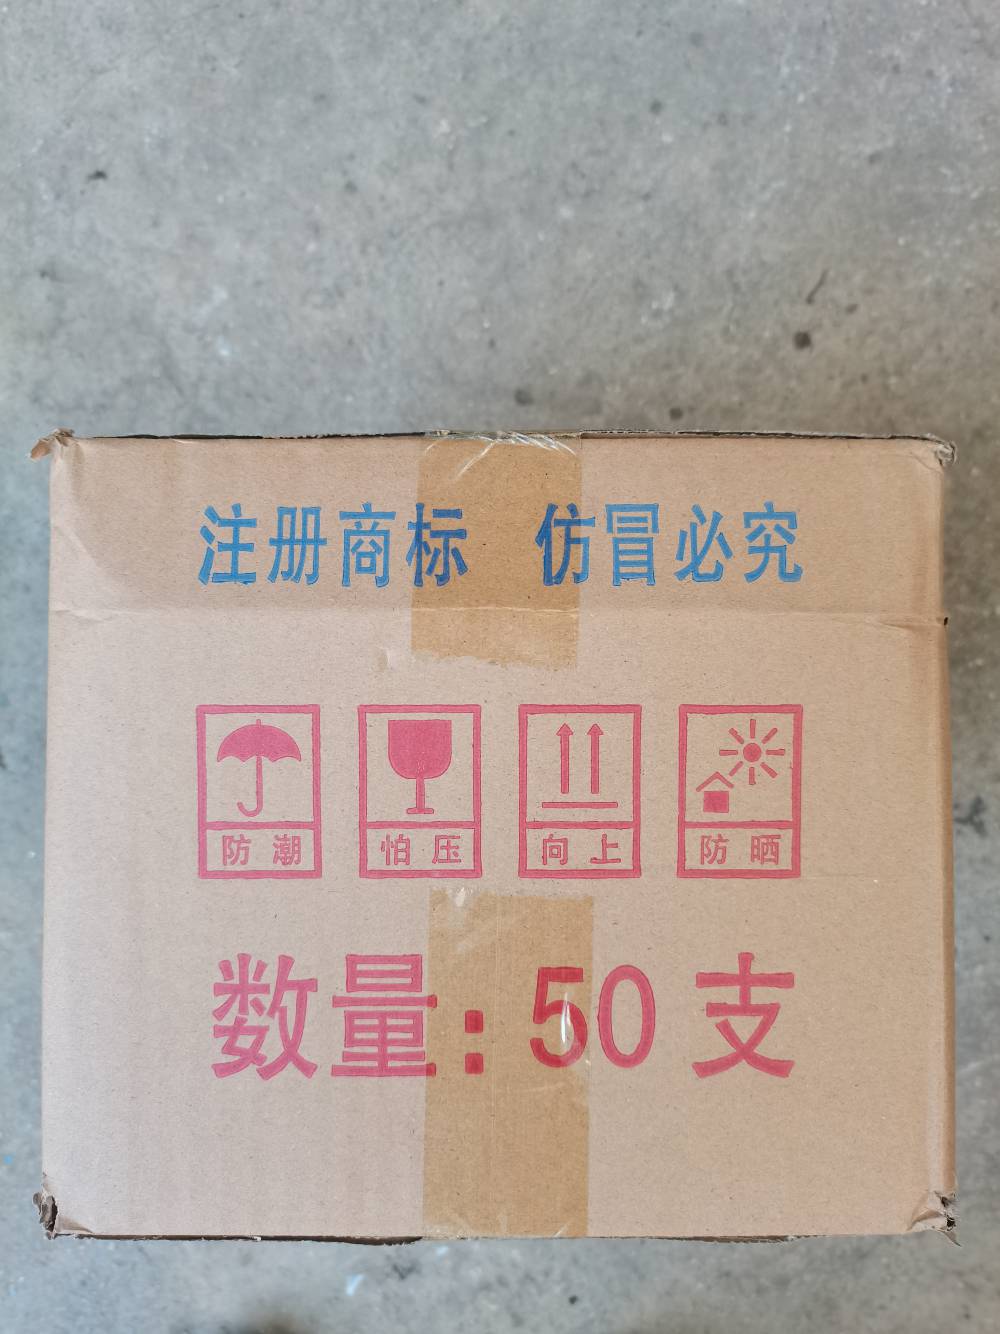 注册商标 仿冒必究
防潮 怕压 向上 防晒
数量：50支